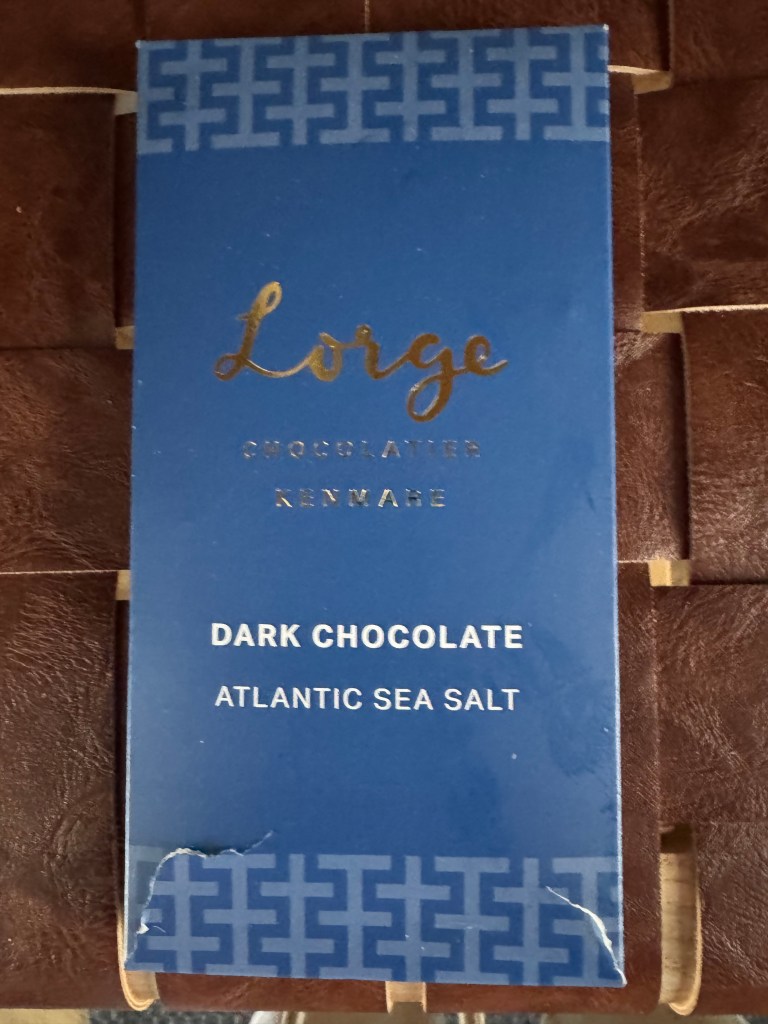 Lorge
CHOCOLATIER
KENMARE
DARK CHOCOLATE
ATLANTIC SEA SALT